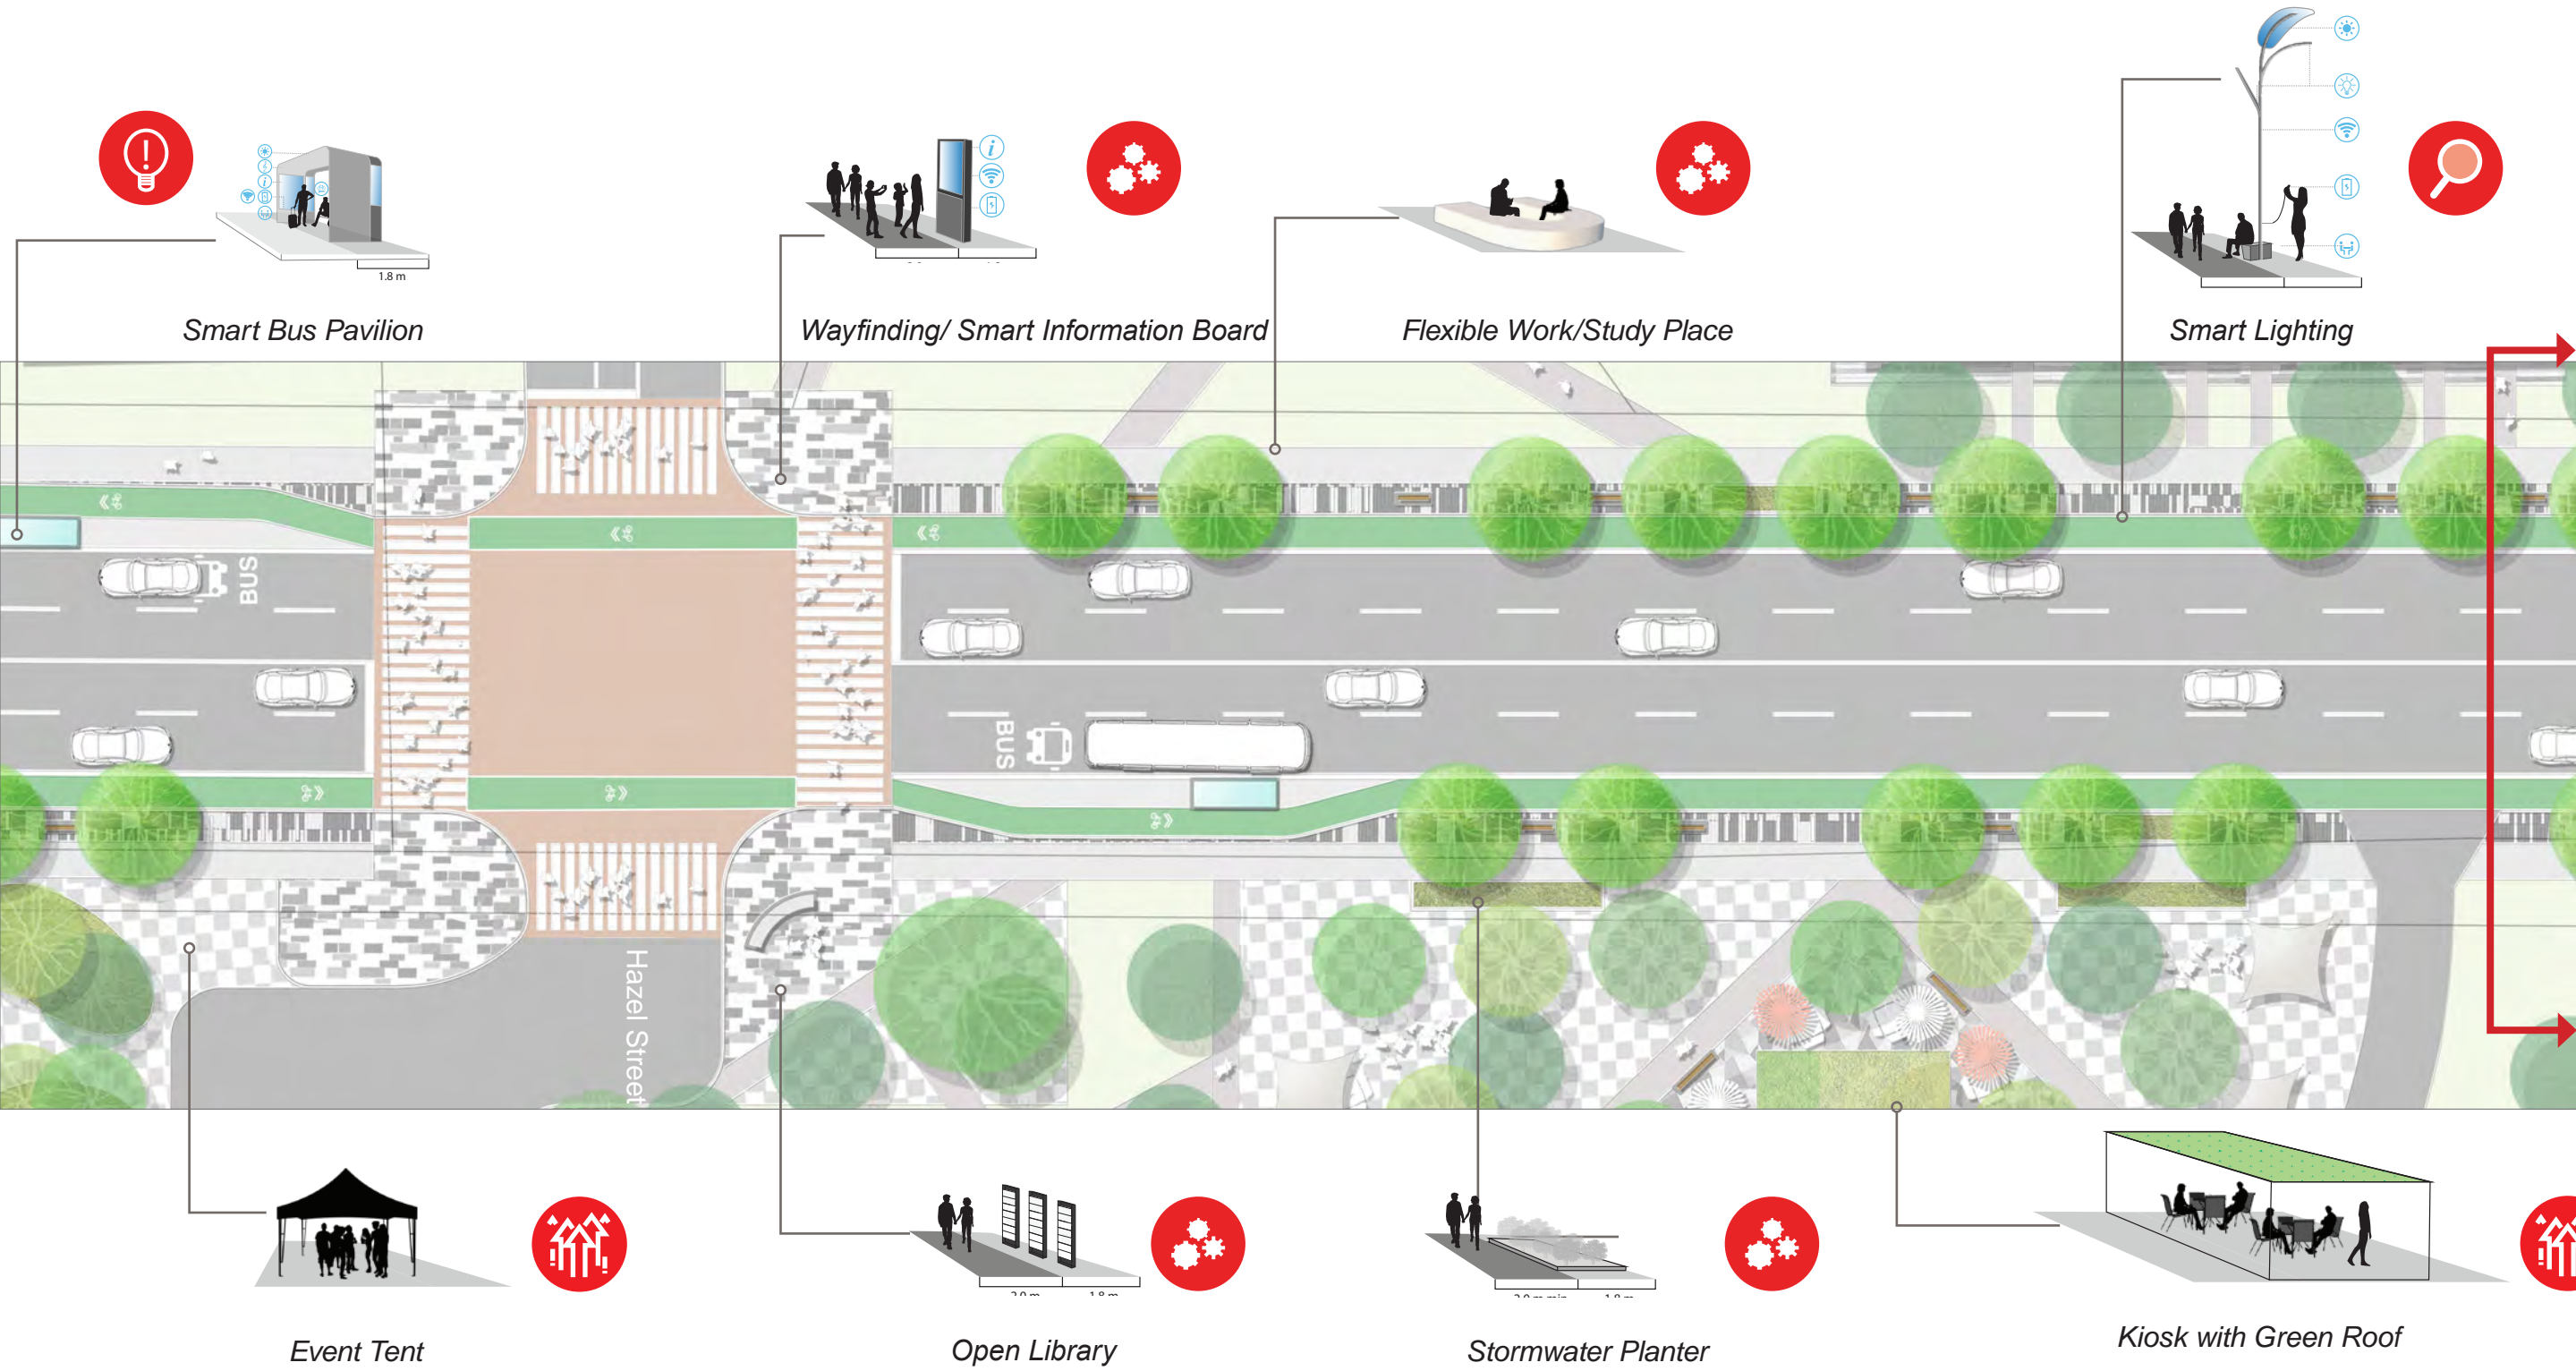 1.8 m
Smart Bus Pavilion
Wayfinding/ Smart Information Board
Flexible Work/Study Place
Smart Lighting
BUS
BUS
Hazel Street
Event Tent
Open Library
Stormwater Planter
Kiosk with Green Roof